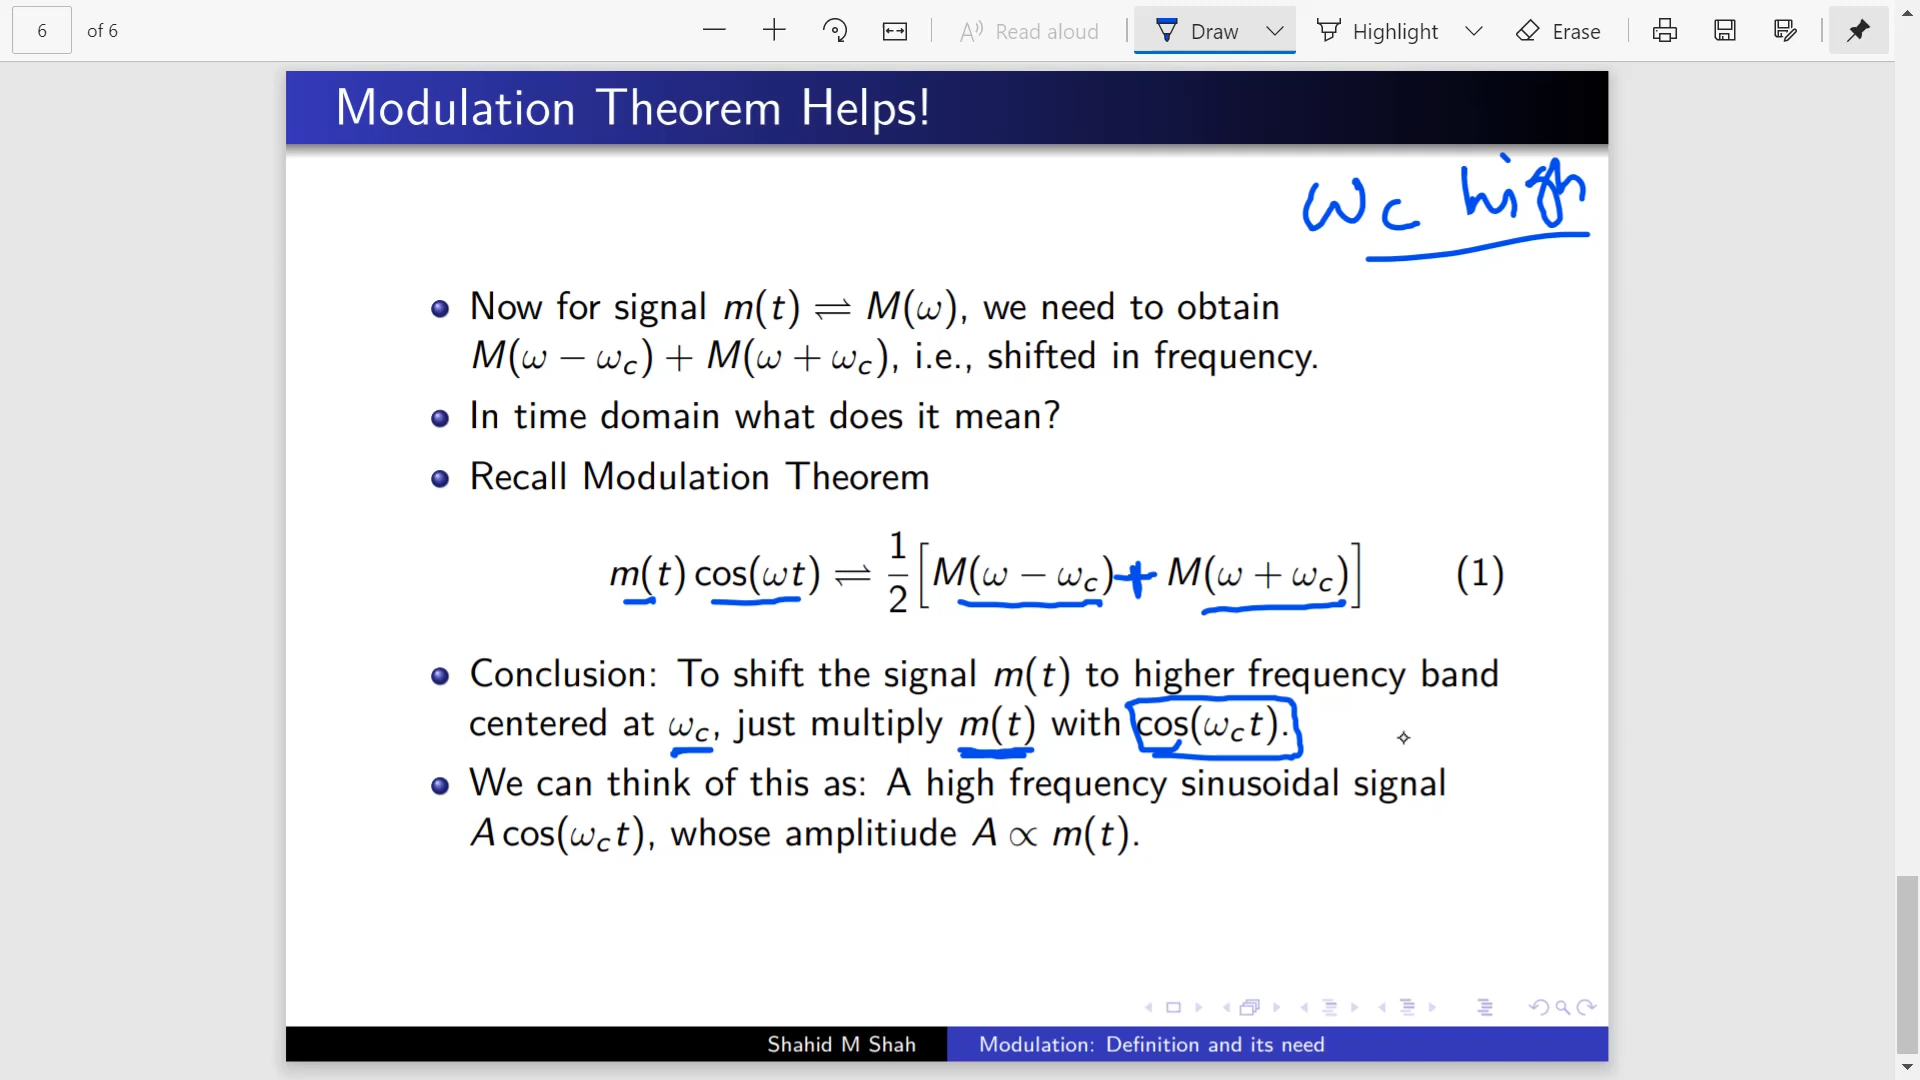 6 of 6 Read aloud Draw Highlight Erase
Modulation Theorem Helps!
ωc high
Now for signal m(t) ⇌ M(ω), we need to obtain
M(ω − ωc) + M(ω + ωc), i.e., shifted in frequency.
In time domain what does it mean?
Recall Modulation Theorem
m(t) cos(ωt) ⇌ 1/2 [M(ω − ωc) + M(ω + ωc)] (1)
Conclusion: To shift the signal m(t) to higher frequency band
centered at ωc, just multiply m(t) with cos(ωct).
We can think of this as: A high frequency sinusoidal signal
A cos(ωct), whose amplitiude A ∝ m(t).
Shahid M Shah Modulation: Definition and its need